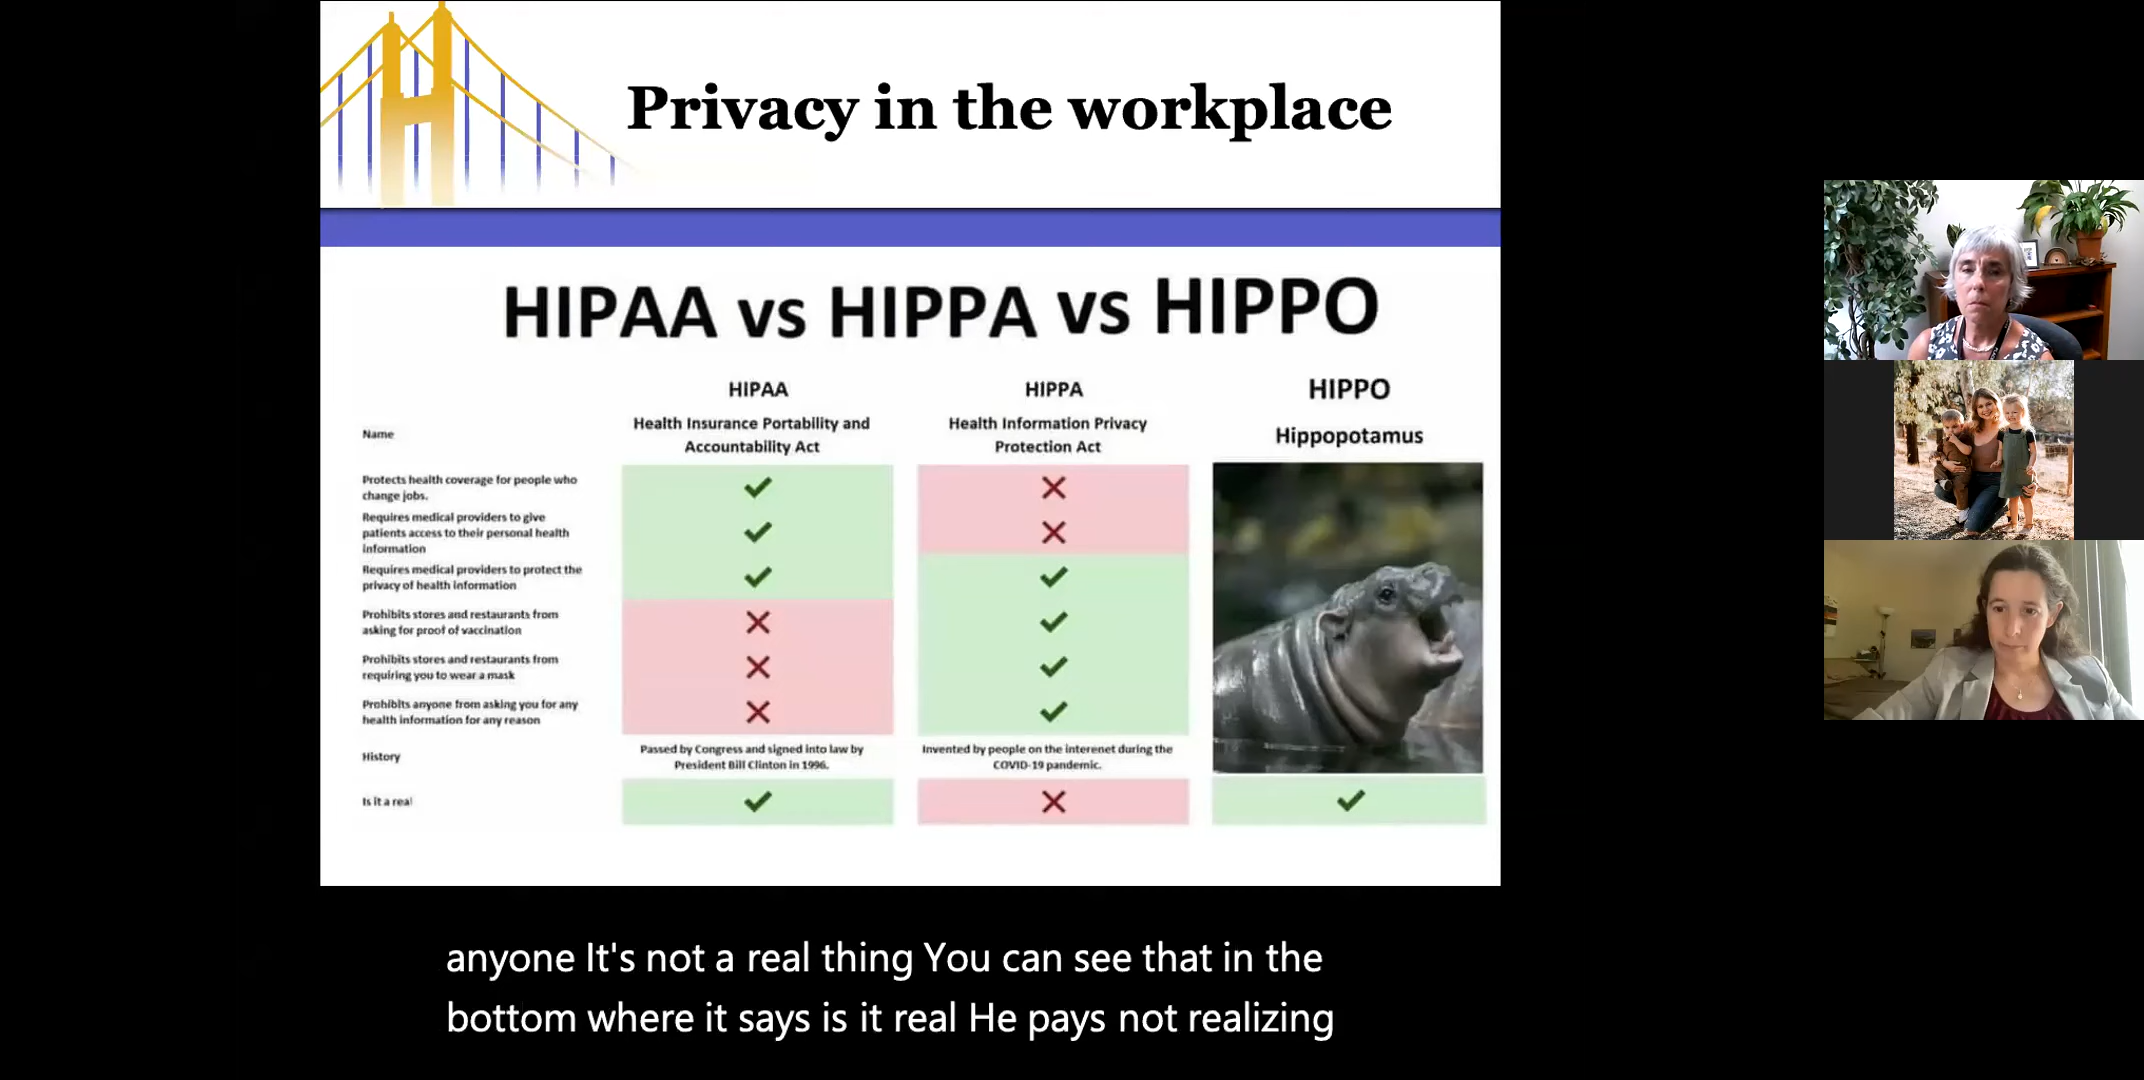 Privacy in the workplace
HIPAA vs HIPPA vs HIPPO
HIPAA
HIPPA
HIPPO
Name
Health Insurance Portability and
Accountability Act
Health Information Privacy
Protection Act
Hippopotamus
Protects health coverage for people who
change jobs.
Requires medical providers to give
patients access to their personal health
information
Requires medical providers to protect the
privacy of health information
Prohibits stores and restaurants from
asking for proof of vaccination
Prohibits stores and restaurants from
requiring you to wear a mask
Prohibits anyone from asking you for any
health information for any reason
History
Passed by Congress and signed into law by
President Bill Clinton in 1996.
Invented by people on the interenet during the
COVID-19 pandemic.
Is it a real
anyone It's not a real thing You can see that in the
bottom where it says is it real He pays not realizing